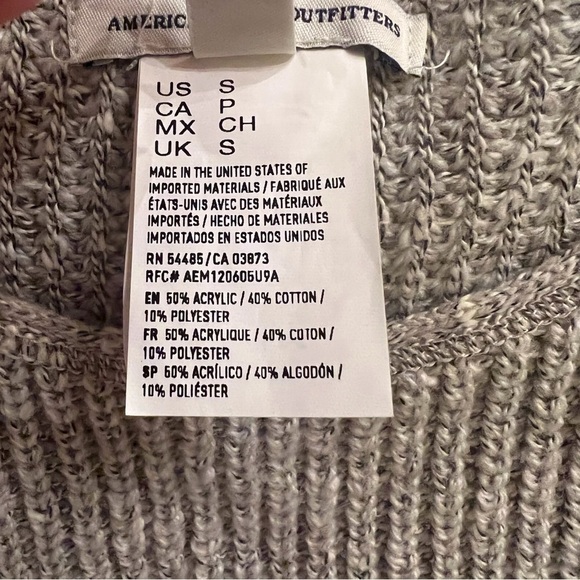 AMERIC OUTFITTERS
US S
CA P
MX CH
UK S
MADE IN THE UNITED STATES OF
IMPORTED MATERIALS / FABRIQUÉ AUX
ÉTATS-UNIS AVEC DES MATÉRIAUX
IMPORTÉS / HECHO DE MATERIALES
IMPORTADOS EN ESTADOS UNIDOS
RN 54485/CA 03873
RFC# AEM120605U9A
EN 50% ACRYLIC / 40% COTTON /
10% POLYESTER
FR 50% ACRYLIQUE / 40% COTON /
10% POLYESTER
SP 50% ACRÍLICO / 40% ALGODÓN /
10% POLIÉSTER